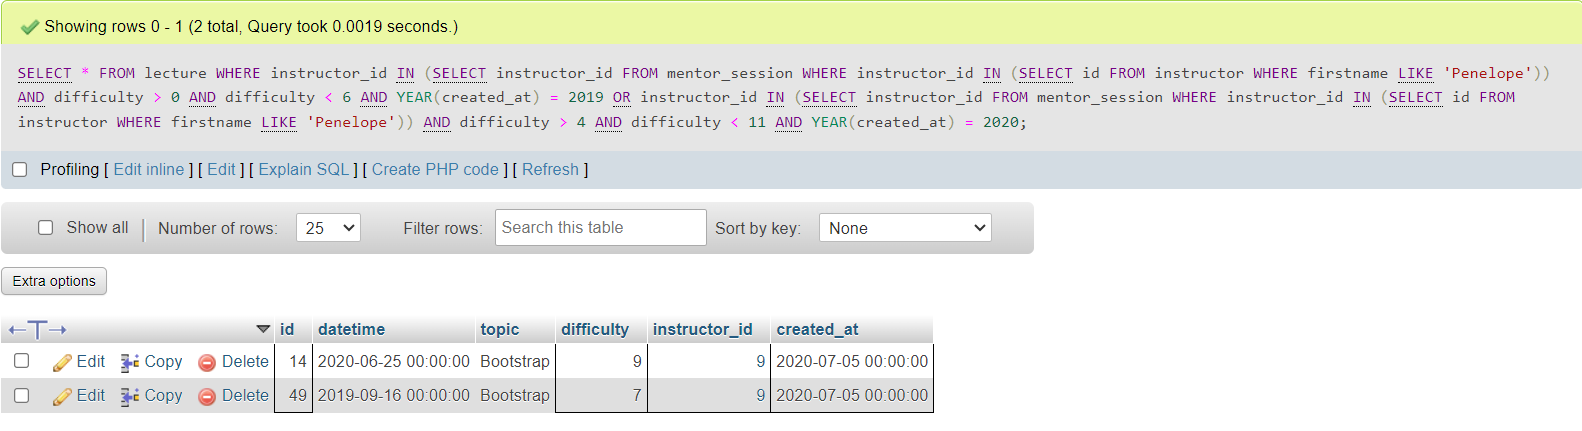 Showing rows 0 - 1 (2 total, Query took 0.0019 seconds.)
SELECT * FROM lecture WHERE instructor_id IN (SELECT instructor_id FROM mentor_session WHERE instructor_id IN (SELECT id FROM instructor WHERE firstname LIKE 'Penelope'))
AND difficulty > 0 AND difficulty < 6 AND YEAR(created_at) = 2019 OR instructor_id IN (SELECT instructor_id FROM mentor_session WHERE instructor_id IN (SELECT id FROM
instructor WHERE firstname LIKE 'Penelope')) AND difficulty > 4 AND difficulty < 11 AND YEAR(created_at) = 2020;
Profiling [ Edit inline ] [ Edit ] [ Explain SQL ] [ Create PHP code ] [ Refresh ]
Show all Number of rows: 25 Filter rows: Search this table Sort by key: None
Extra options
id datetime topic difficulty instructor_id created_at
Edit Copy Delete 14 2020-06-25 00:00:00 Bootstrap 9 9 2020-07-05 00:00:00
Edit Copy Delete 49 2019-09-16 00:00:00 Bootstrap 7 9 2020-07-05 00:00:00